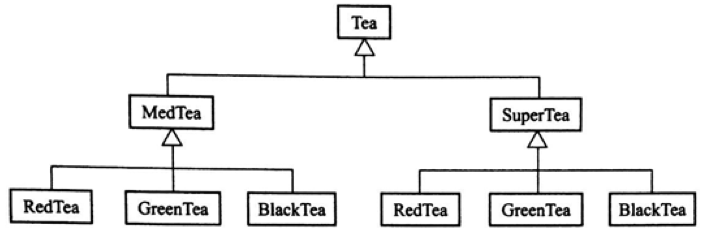 Tea
MedTea
SuperTea
RedTea
GreenTea
BlackTea
RedTea
GreenTea
BlackTea